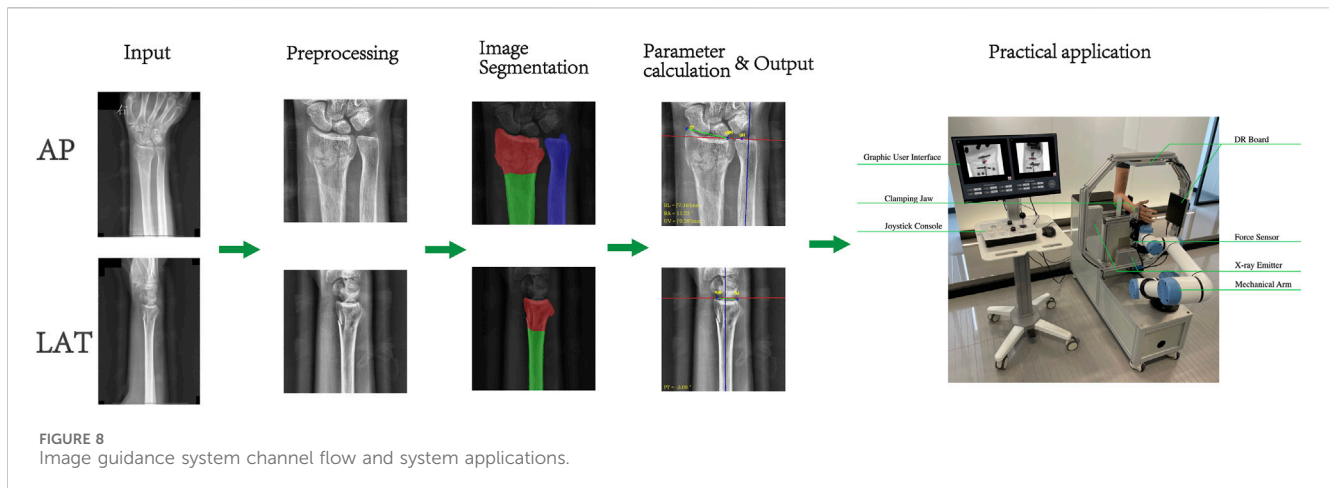 Input
Preprocessing
Image
Segmentation
Parameter
calculation & Output
Practical application
AP
LAT
Graphic User Interface
Clamping Jaw
Joystick Console
DR Board
Force Sensor
X-ray Emitter
Mechanical Arm
FIGURE 8
Image guidance system channel flow and system applications.